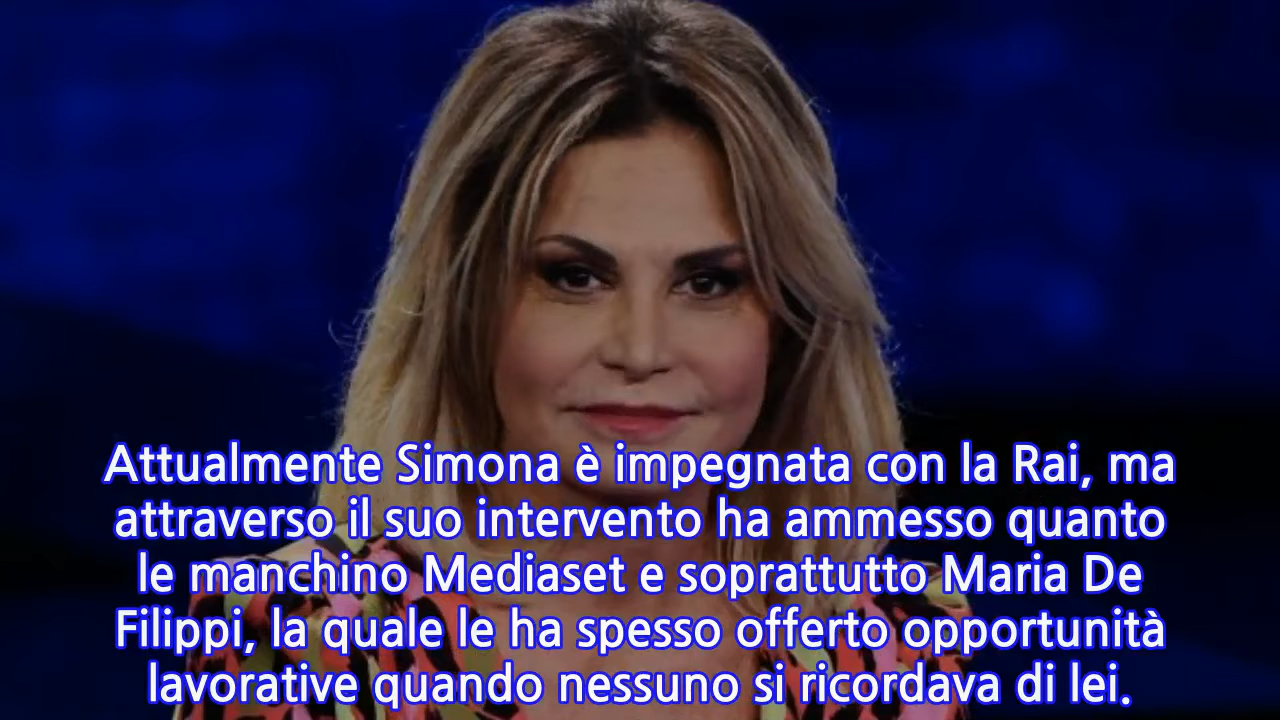 Attualmente Simona è impegnata con la Rai, ma
attraverso il suo intervento ha ammesso quanto
le manchino Mediaset e soprattutto Maria De
Filippi, la quale le ha spesso offerto opportunità
lavorative quando nessuno si ricordava di lei.